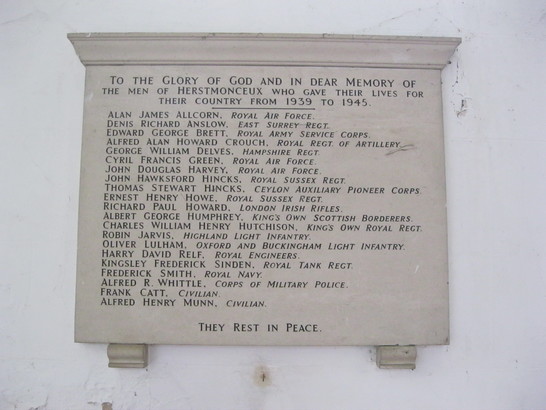 To the Glory of God and in Dear Memory of
the men of Herstmonceux who gave their lives for
their country from 1939 to 1945.
Alan James Allcorn, Royal Air Force.
Denis Richard Anslow, East Surrey Regt.
Edward George Brett, Royal Army Service Corps.
Alfred Alan Howard Crouch, Royal Regt. of Artillery.
George William Delves, Hampshire Regt.
Cyril Francis Green, Royal Air Force.
John Douglas Harvey, Royal Air Force.
John Hawksford Hincks, Royal Sussex Regt.
Thomas Stewart Hincks, Ceylon Auxiliary Pioneer Corps.
Ernest Henry Howe, Royal Sussex Regt.
Richard Paul Howard, London Irish Rifles.
Albert George Humphrey, King's Own Scottish Borderers.
Charles William Henry Hutchison, King's Own Royal Regt.
Robin Jarvis, Highland Light Infantry.
Oliver Lulham, Oxford and Buckingham Light Infantry.
Harry David Relf, Royal Engineers.
Kingsley Frederick Sinden, Royal Tank Regt.
Frederick Smith, Royal Navy.
Alfred R. Whittle, Corps of Military Police.
Frank Catt, Civilian.
Alfred Henry Munn, Civilian.
They Rest in Peace.